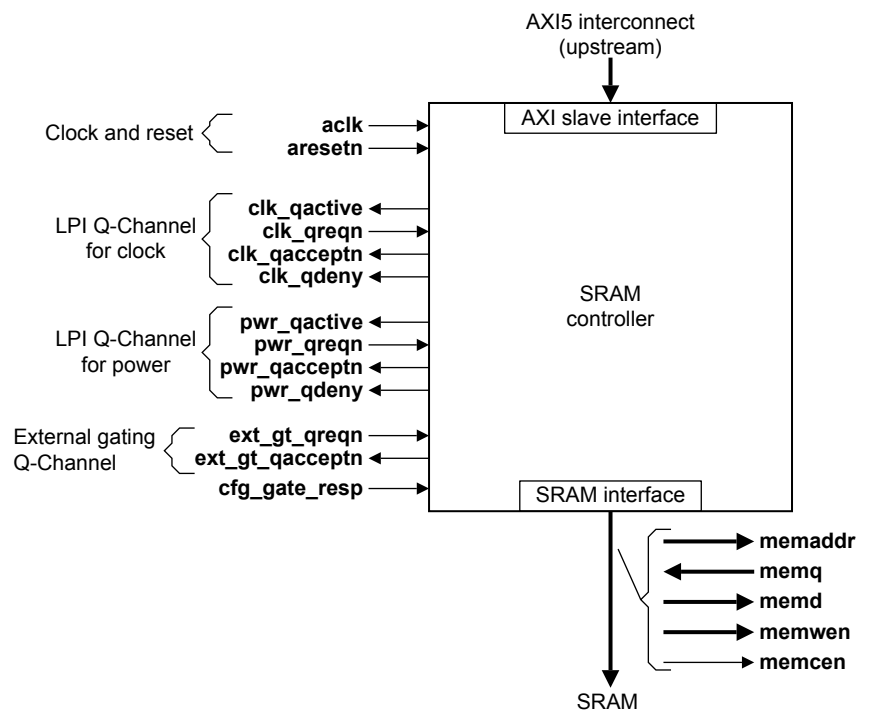 AXI5 interconnect
(upstream)
AXI slave interface
Clock and reset
aclk
aresetn
LPI Q-Channel
for clock
clk_qactive
clk_qreqn
clk_qacceptn
clk_qdeny
SRAM
controller
LPI Q-Channel
for power
pwr_qactive
pwr_qreqn
pwr_qacceptn
pwr_qdeny
External gating
Q-Channel
ext_gt_qreqn
ext_gt_qacceptn
cfg_gate_resp
SRAM interface
memaddr
memq
memd
memwen
memcen
SRAM